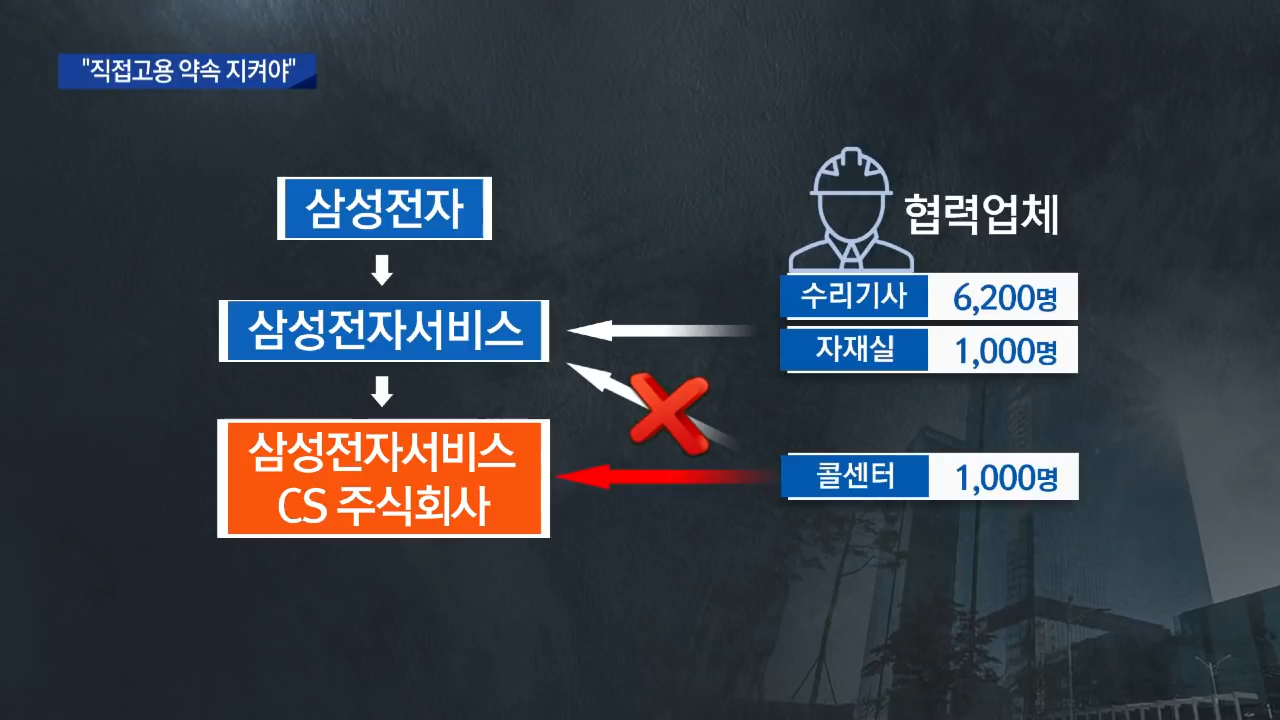 "직접고용 약속 지켜야"
삼성전자
삼성전자서비스
삼성전자서비스
CS 주식회사
협력업체
수리기사 6,200명
자재실 1,000명
콜센터 1,000명